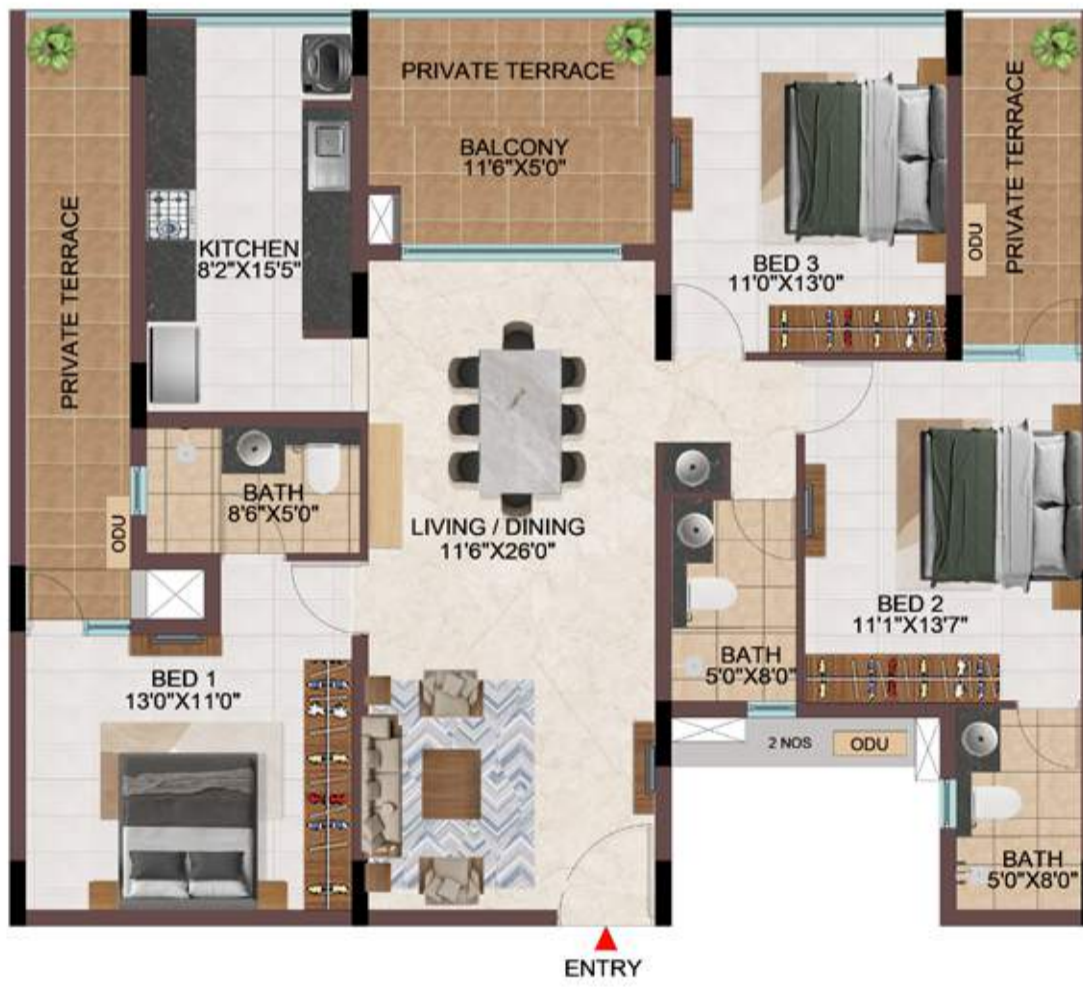 PRIVATE TERRACE
BALCONY
11'6"X5'0"
PRIVATE TERRACE
KITCHEN
8'2"X15'5"
BED 3
11'0"X13'0"
ODU
PRIVATE TERRACE
BATH
8'6"X5'0"
ODU
LIVING / DINING
11'6"X26'0"
BED 2
11'1"X13'7"
BED 1
13'0"X11'0"
BATH
5'0"X8'0"
2 NOS
ODU
BATH
5'0"X8'0"
ENTRY